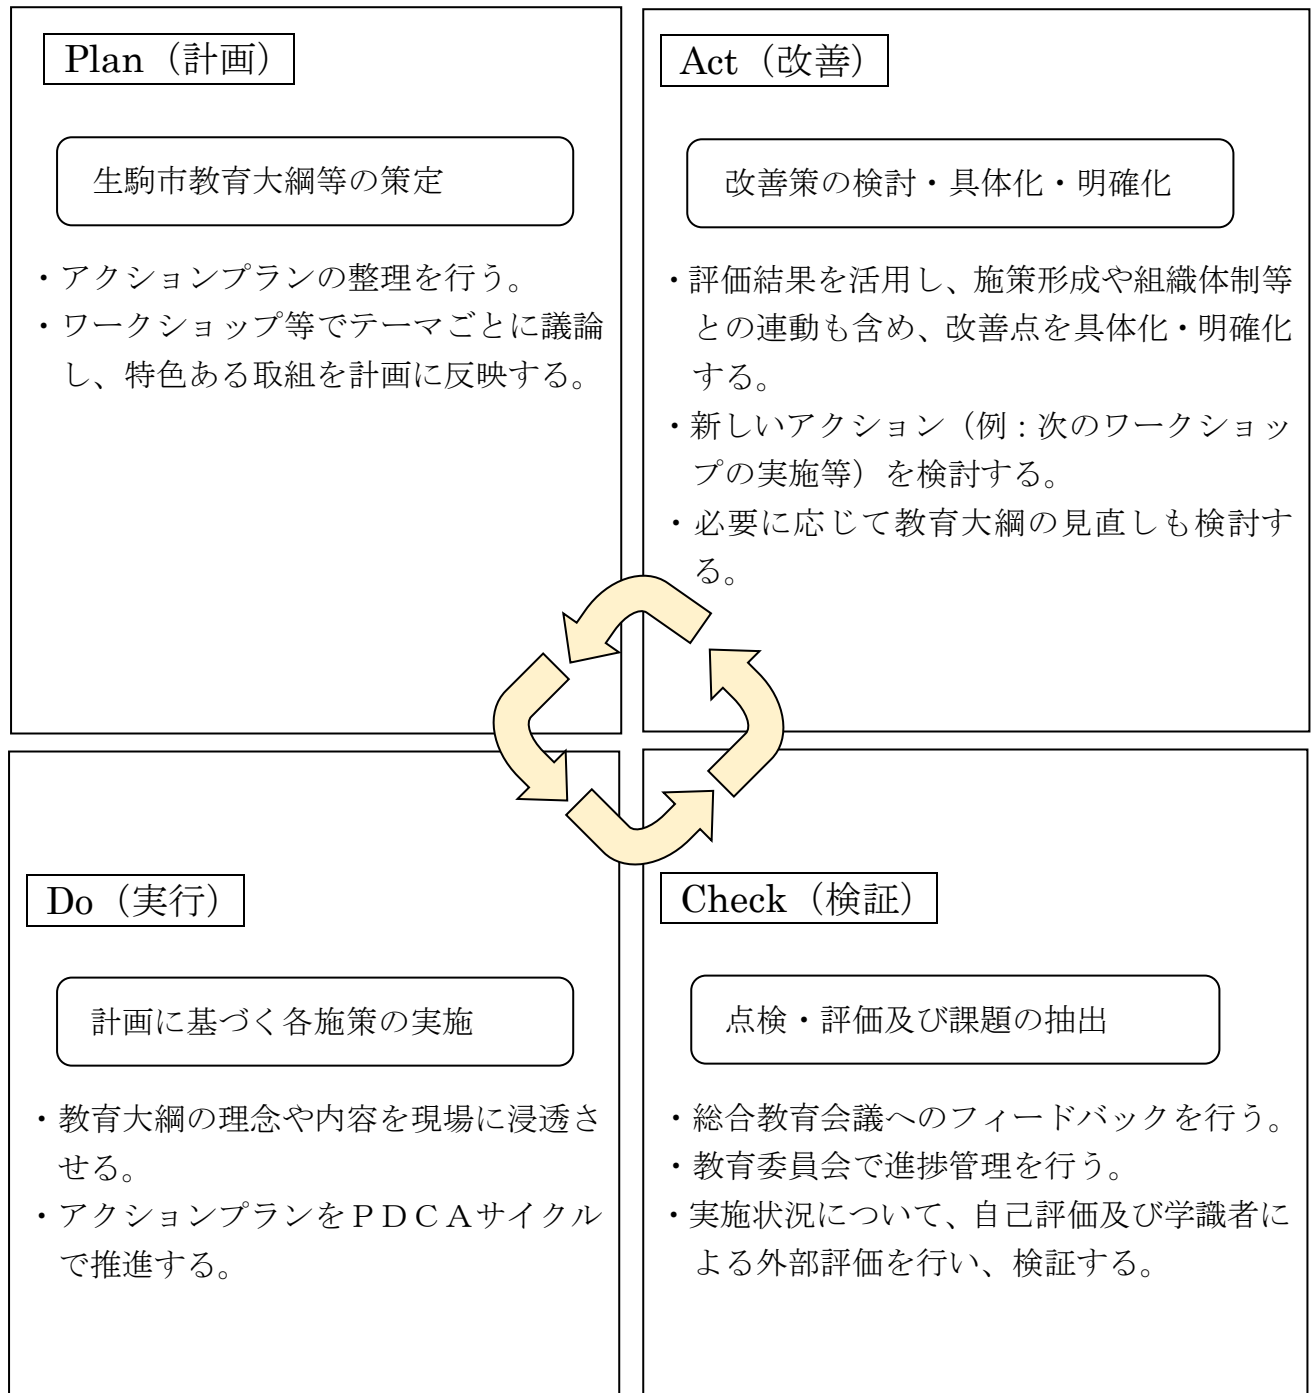 Plan（計画）
生駒市教育大綱等の策定
・アクションプランの整理を行う。
・ワークショップ等でテーマごとに議論
し、特色ある取組を計画に反映する。
Act（改善）
改善策の検討・具体化・明確化
・評価結果を活用し、施策形成や組織体制等
との連動も含め、改善点を具体化・明確化
する。
・新しいアクション（例：次のワークショッ
プの実施等）を検討する。
・必要に応じて教育大綱の見直しも検討す
る。
Do（実行）
計画に基づく各施策の実施
・教育大綱の理念や内容を現場に浸透さ
せる。
・アクションプランをＰＤＣＡサイクル
で推進する。
Check（検証）
点検・評価及び課題の抽出
・総合教育会議へのフィードバックを行う。
・教育委員会で進捗管理を行う。
・実施状況について、自己評価及び学識者に
よる外部評価を行い、検証する。